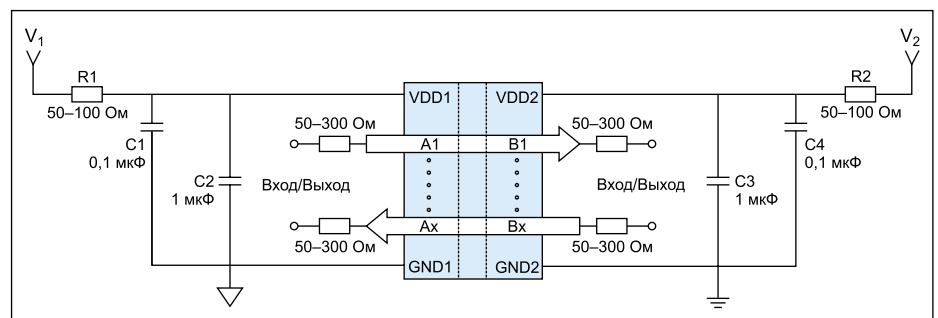 V1
V2
R1
50–100 Ом
R2
50–100 Ом
VDD1
VDD2
C1
0,1 мкФ
C2
1 мкФ
50–300 Ом
A1
B1
50–300 Ом
C3
1 мкФ
C4
0,1 мкФ
Вход/Выход
Вход/Выход
Ax
Bx
50–300 Ом
50–300 Ом
GND1
GND2